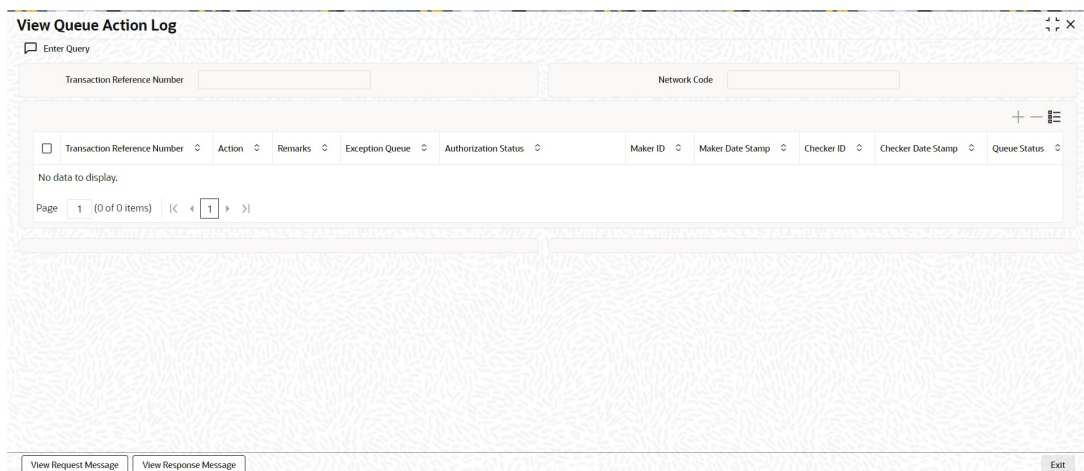 View Queue Action Log
Enter Query
Transaction Reference Number
Network Code
Transaction Reference Number Action Remarks Exception Queue Authorization Status Maker ID Maker Date Stamp Checker ID Checker Date Stamp Queue Status
No data to display.
Page 1 (0 of 0 items) 1
View Request Message View Response Message Exit